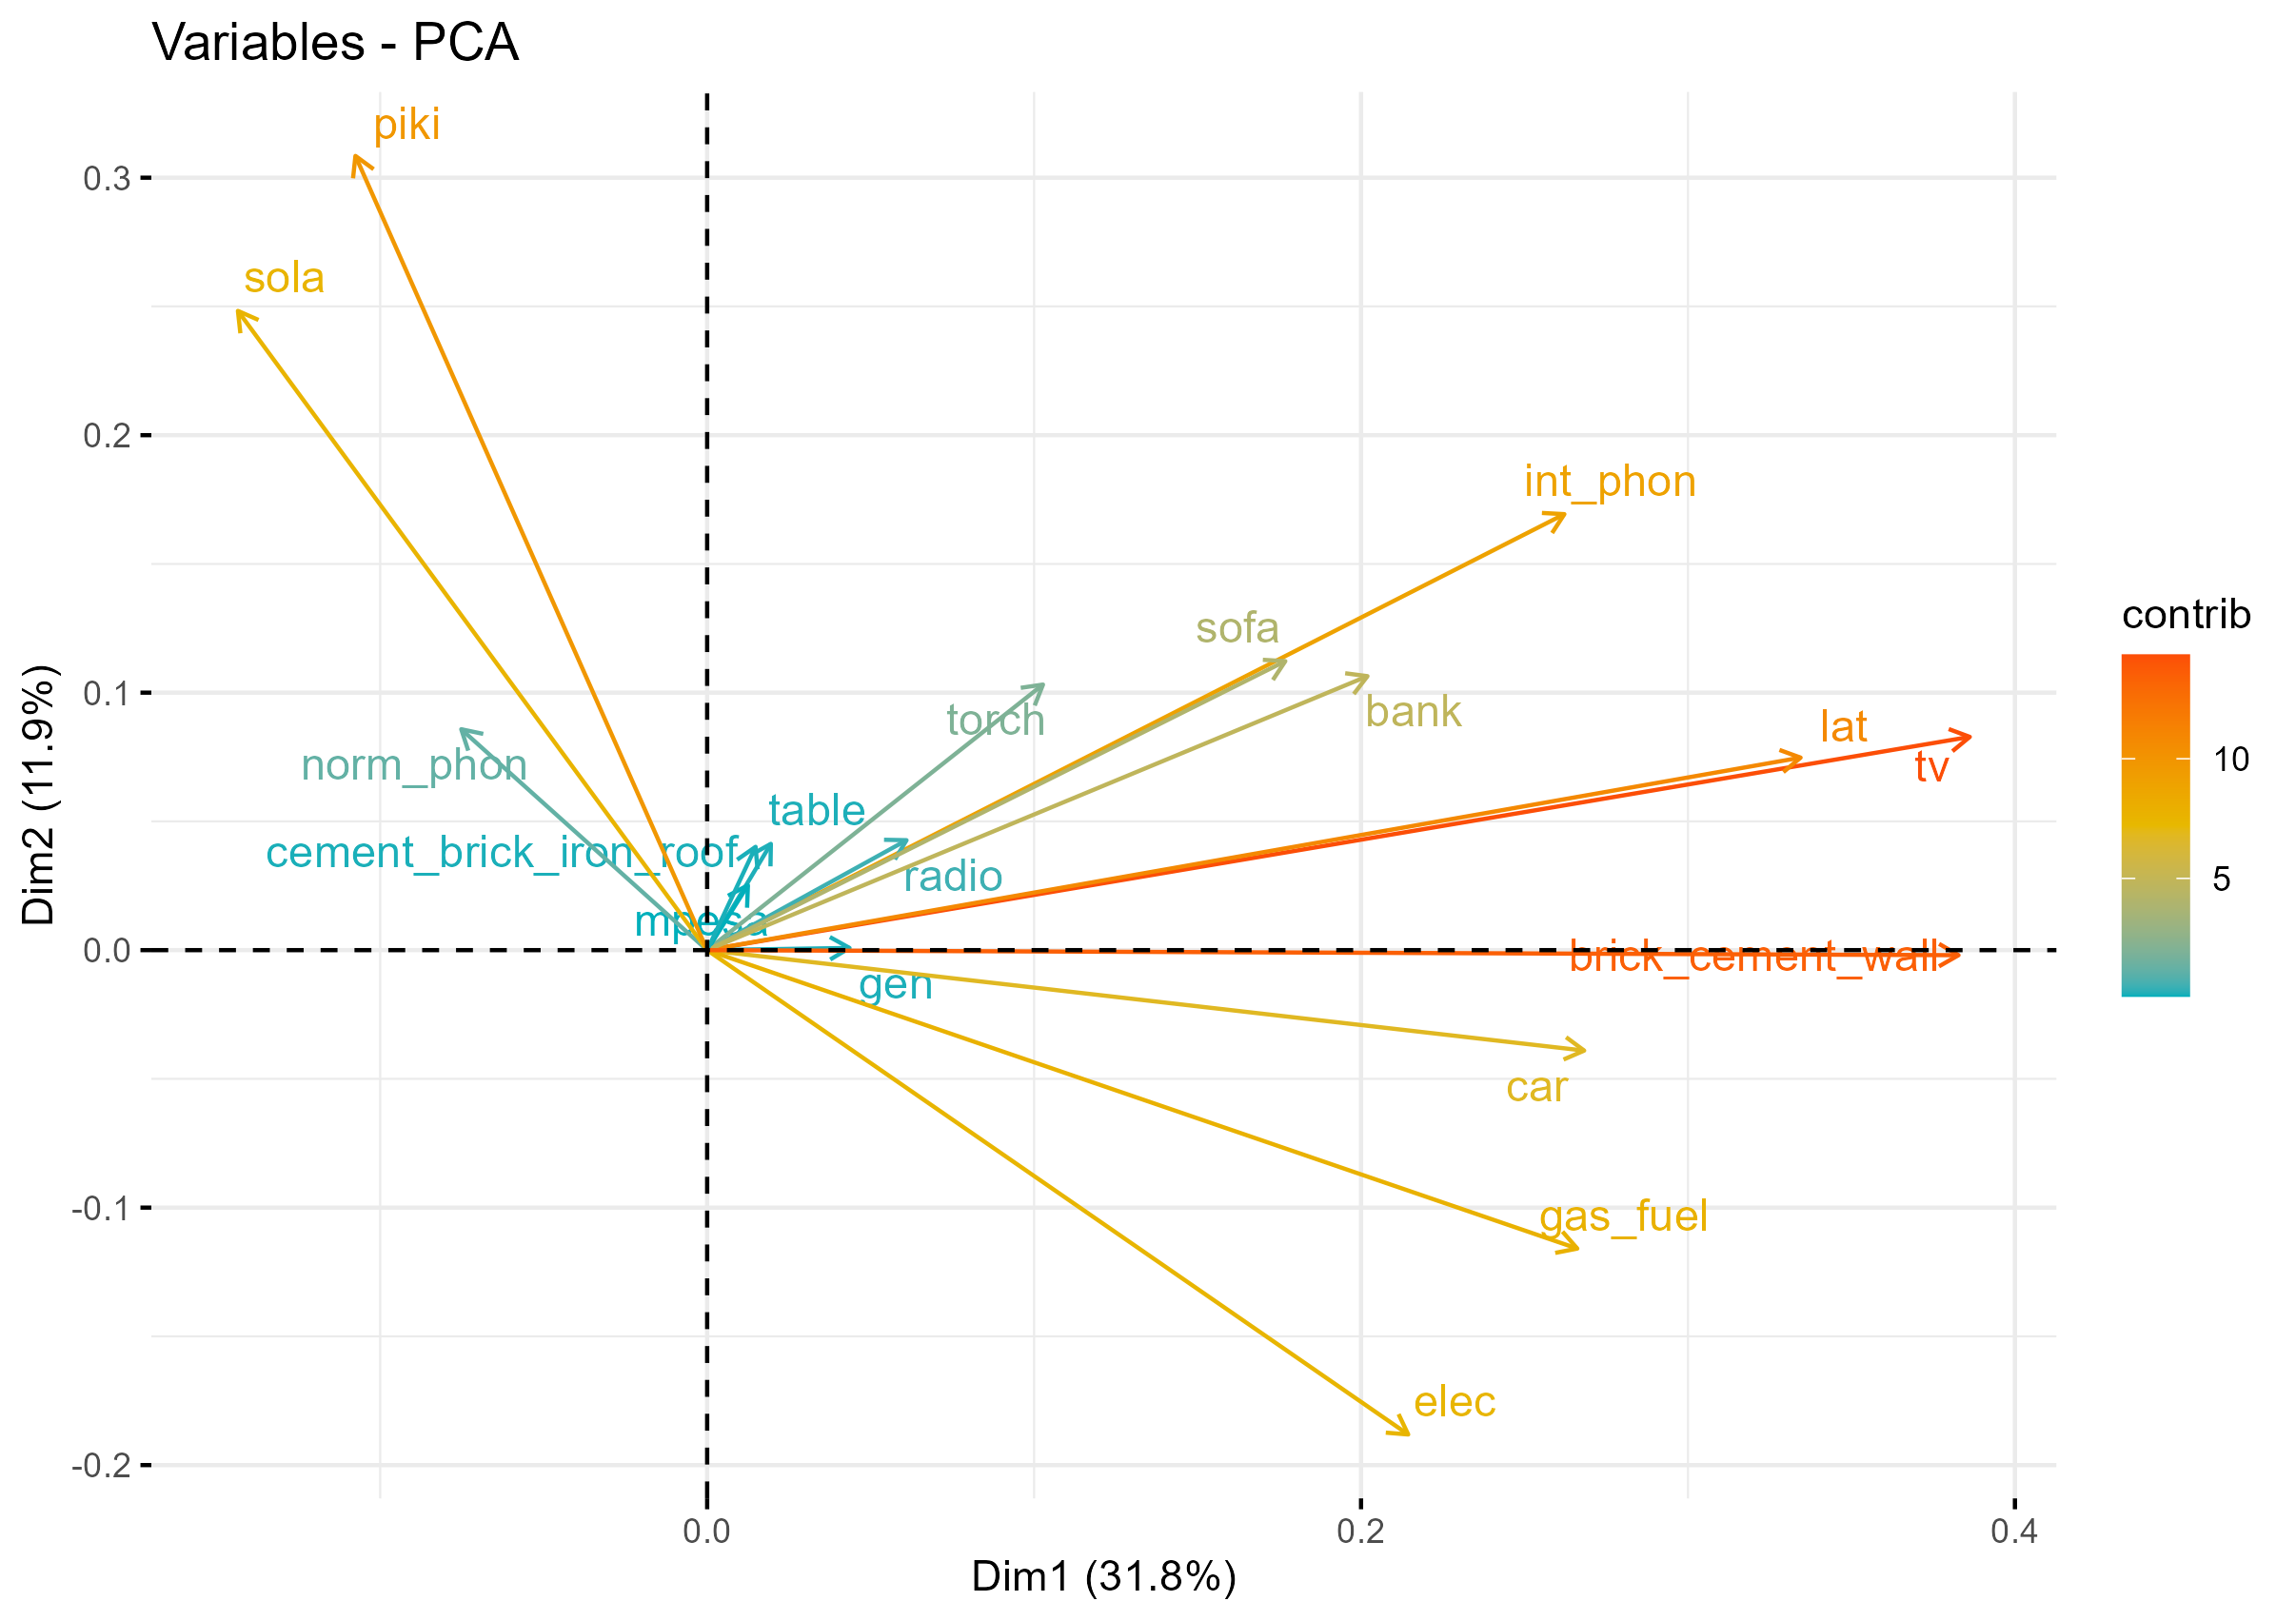 Variables - PCA
piki
0.3
sola
0.2
int_phon
sofa
contrib
0.1
bank
torch
lat
tv
10
norm_phon
table
cement_brick_iron_roof
radio
5
mpesa
0.0
brick_cement_wall
gen
car
-0.1
gas_fuel
elec
-0.2
Dim2 (11.9%)
0.0
0.2
0.4
Dim1 (31.8%)